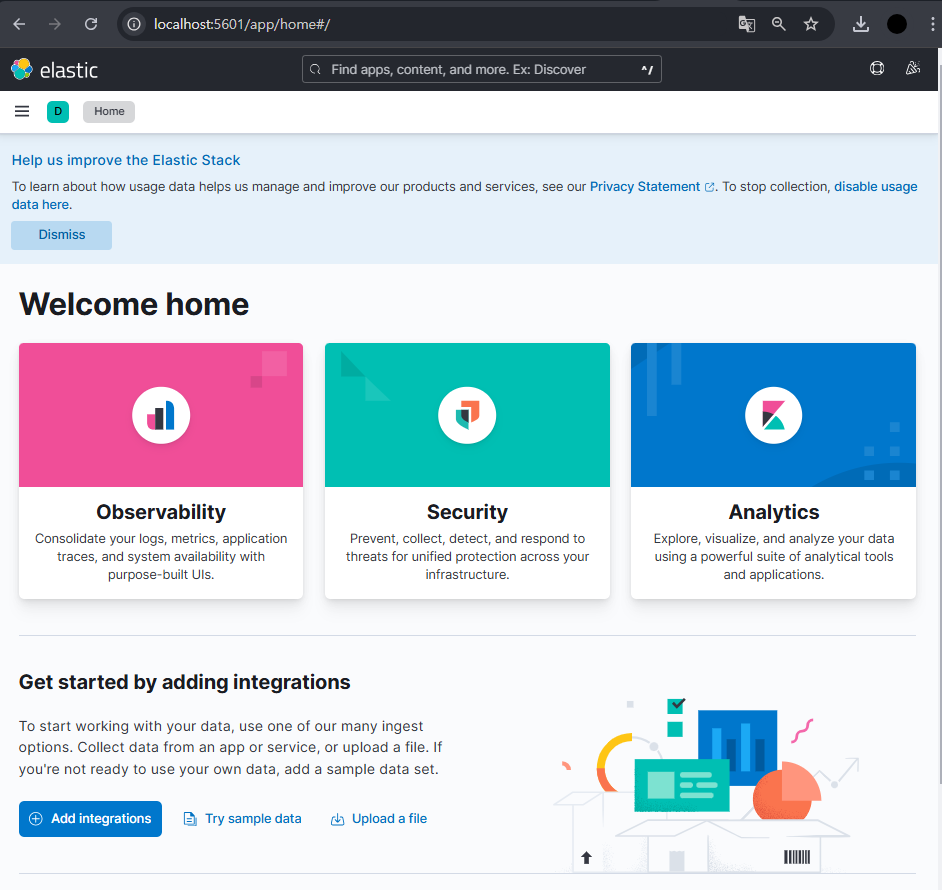 localhost:5601/app/home#/
elastic
Find apps, content, and more. Ex: Discover
^/
D
Home
Help us improve the Elastic Stack
To learn about how usage data helps us manage and improve our products and services, see our Privacy Statement. To stop collection, disable usage
data here.
Dismiss
Welcome home
Observability
Consolidate your logs, metrics, application
traces, and system availability with
purpose-built UIs.
Security
Prevent, collect, detect, and respond to
threats for unified protection across your
infrastructure.
Analytics
Explore, visualize, and analyze your data
using a powerful suite of analytical tools
and applications.
Get started by adding integrations
To start working with your data, use one of our many ingest
options. Collect data from an app or service, or upload a file. If
you're not ready to use your own data, add a sample data set.
Add integrations
Try sample data
Upload a file